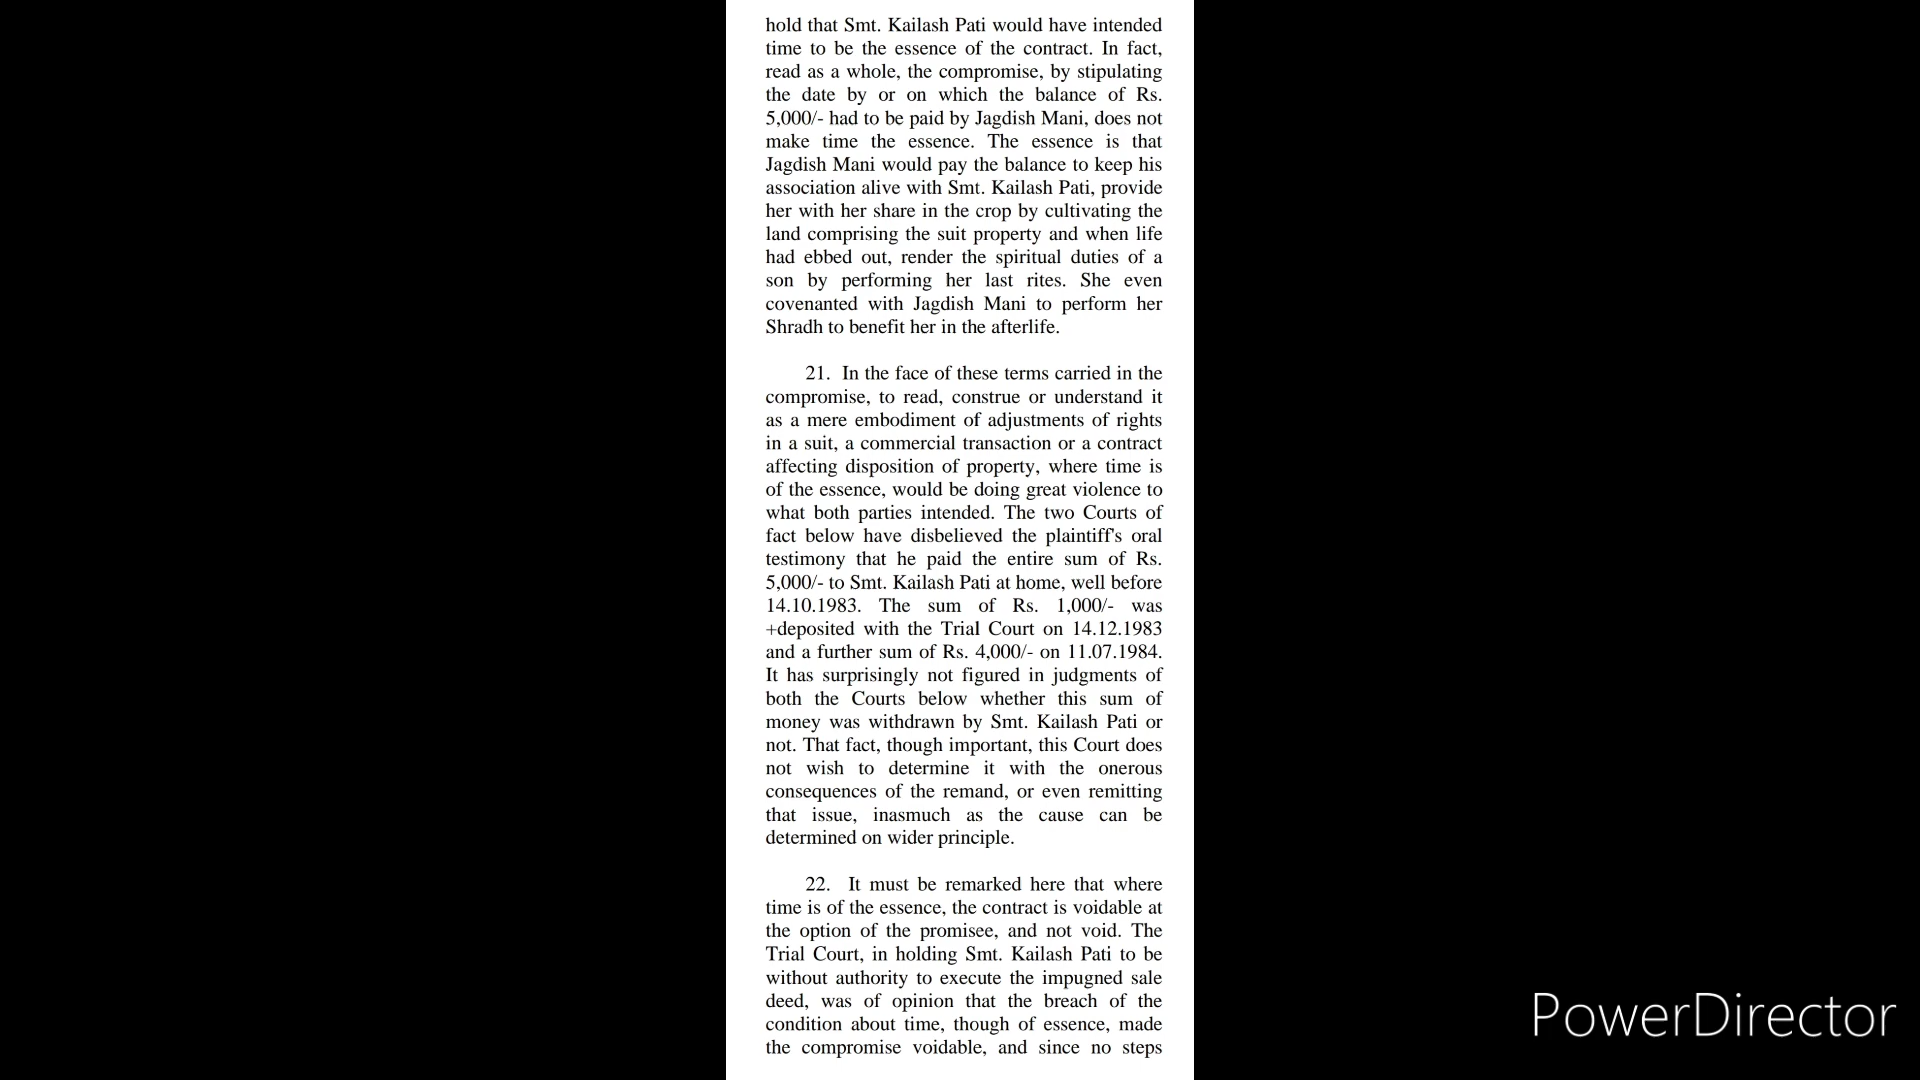 hold that Smt. Kailash Pati would have intended
time to be the essence of the contract. In fact,
read as a whole, the compromise, by stipulating
the date by or on which the balance of Rs.
5,000/- had to be paid by Jagdish Mani, does not
make time the essence. The essence is that
Jagdish Mani would pay the balance to keep his
association alive with Smt. Kailash Pati, provide
her with her share in the crop by cultivating the
land comprising the suit property and when life
had ebbed out, render the spiritual duties of a
son by performing her last rites. She even
covenanted with Jagdish Mani to perform her
Shradh to benefit her in the afterlife.
21. In the face of these terms carried in the
compromise, to read, construe or understand it
as a mere embodiment of adjustments of rights
in a suit, a commercial transaction or a contract
affecting disposition of property, where time is
of the essence, would be doing great violence to
what both parties intended. The two Courts of
fact below have disbelieved the plaintiff's oral
testimony that he paid the entire sum of Rs.
5,000/- to Smt. Kailash Pati at home, well before
14.10.1983. The sum of Rs. 1,000/- was
+deposited with the Trial Court on 14.12.1983
and a further sum of Rs. 4,000/- on 11.07.1984.
It has surprisingly not figured in judgments of
both the Courts below whether this sum of
money was withdrawn by Smt. Kailash Pati or
not. That fact, though important, this Court does
not wish to determine it with the onerous
consequences of the remand, or even remitting
that issue, inasmuch as the cause can be
determined on wider principle.
22. It must be remarked here that where
time is of the essence, the contract is voidable at
the option of the promisee, and not void. The
Trial Court, in holding Smt. Kailash Pati to be
without authority to execute the impugned sale
deed, was of opinion that the breach of the
condition about time, though of essence, made
the compromise voidable, and since no steps
PowerDirector